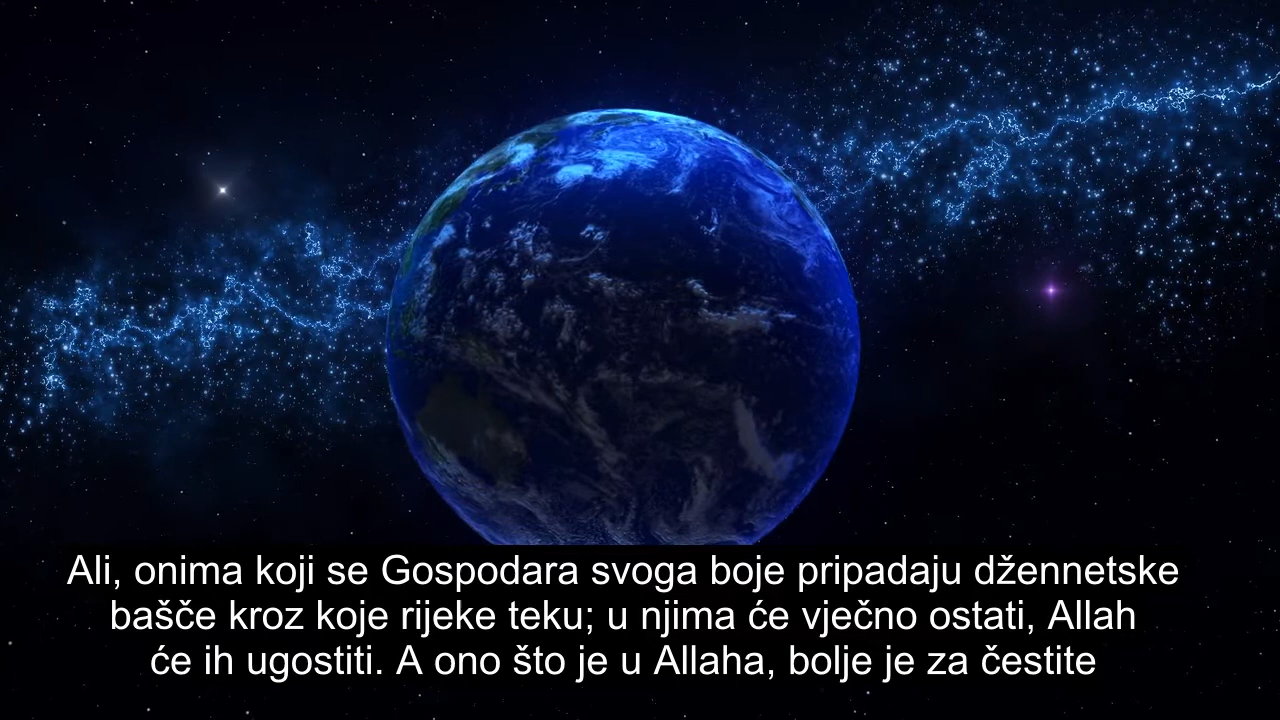 Ali, onima koji se Gospodara svoga boje pripadaju džennetske
bašče kroz koje rijeke teku; u njima će vječno ostati, Allah
će ih ugostiti. A ono što je u Allaha, bolje je za čestite